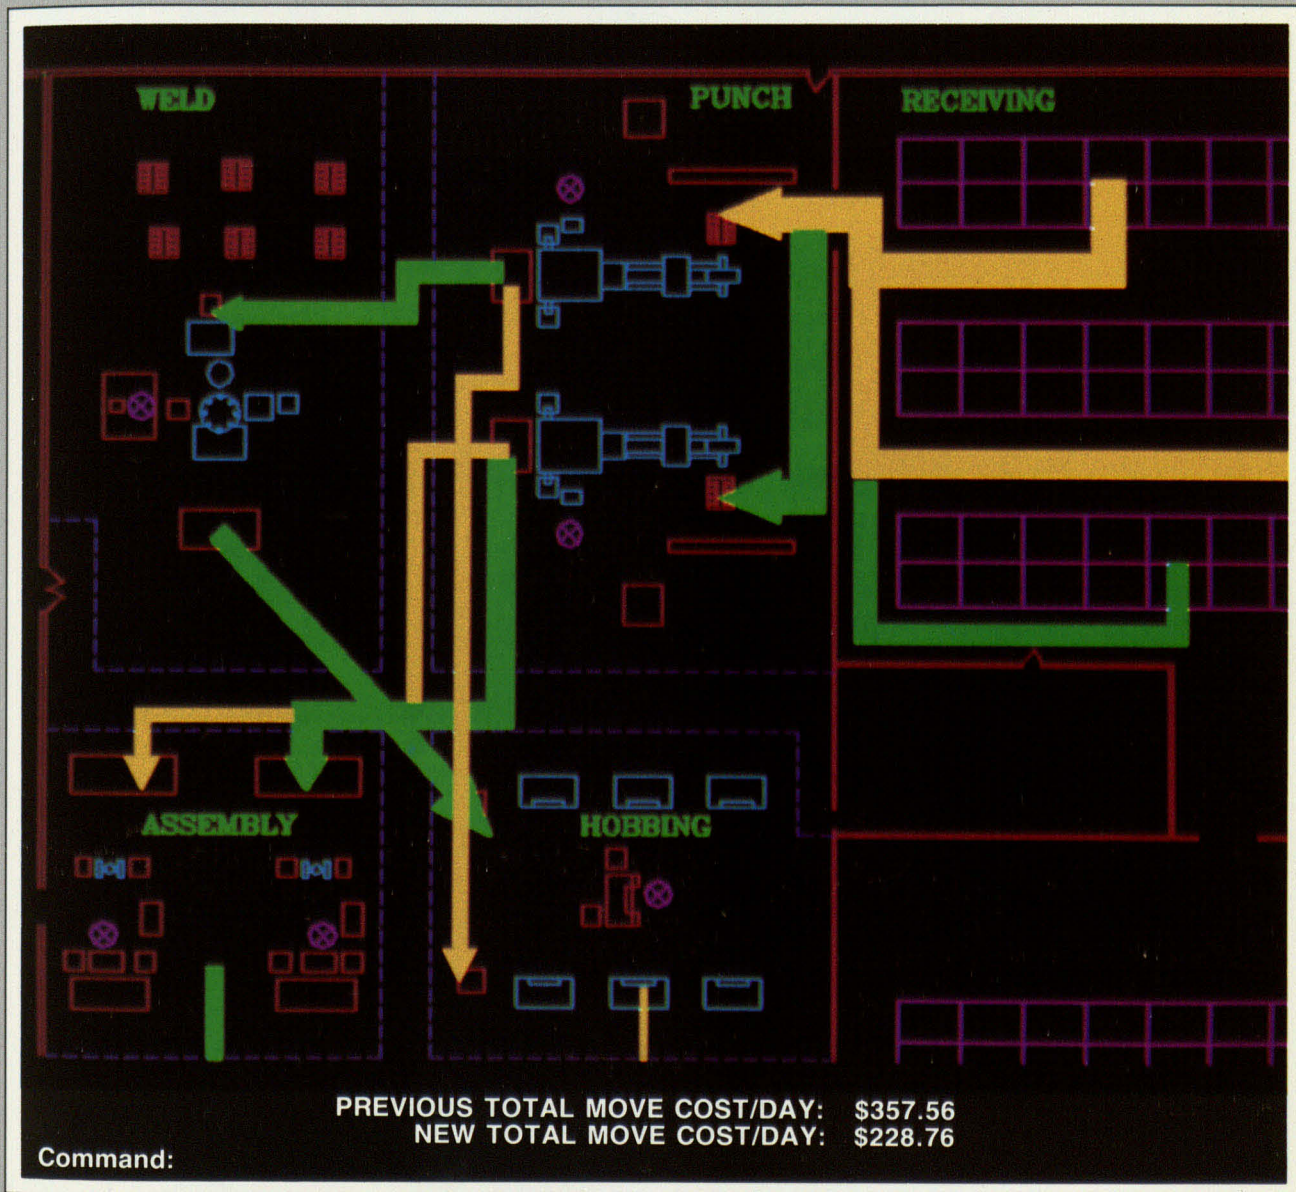 WELD
PUNCH
RECEIVING
ASSEMBLY
HOBBING
PREVIOUS TOTAL MOVE COST/DAY: $357.56
NEW TOTAL MOVE COST/DAY: $228.76
Command: